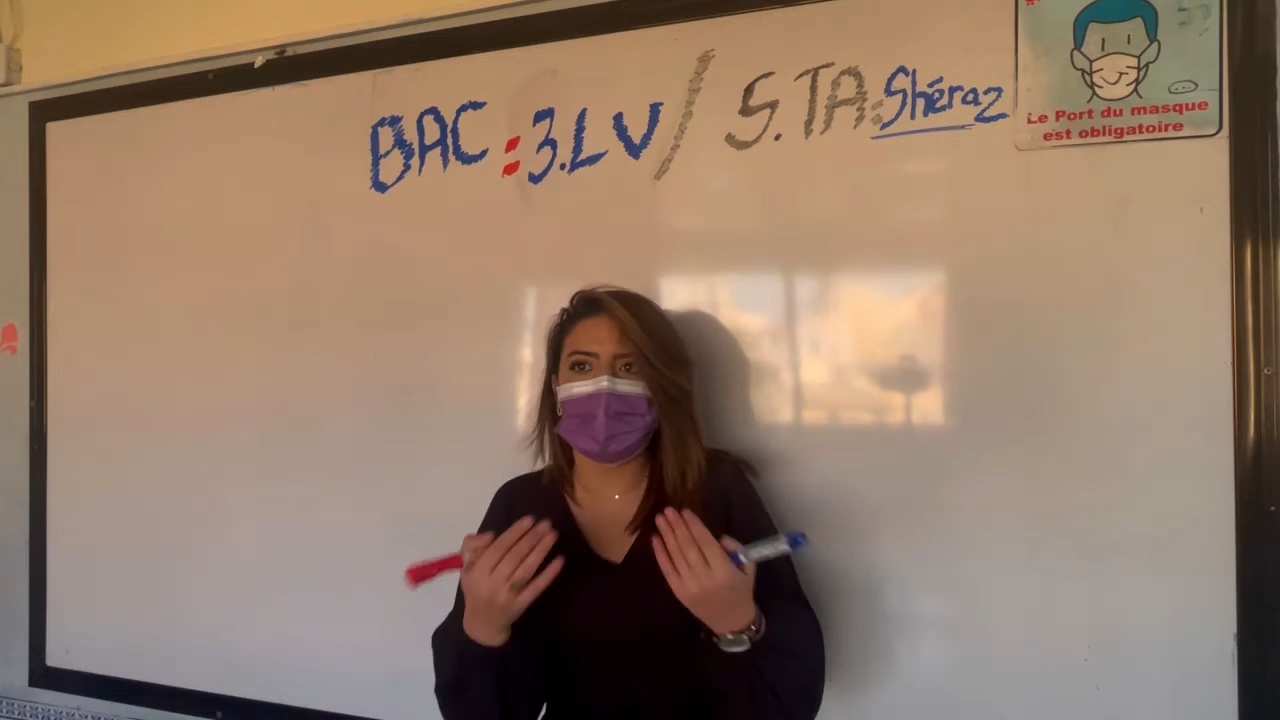 BAC : 3.LV / S.TA : Shéraz
Le Port du masque
est obligatoire